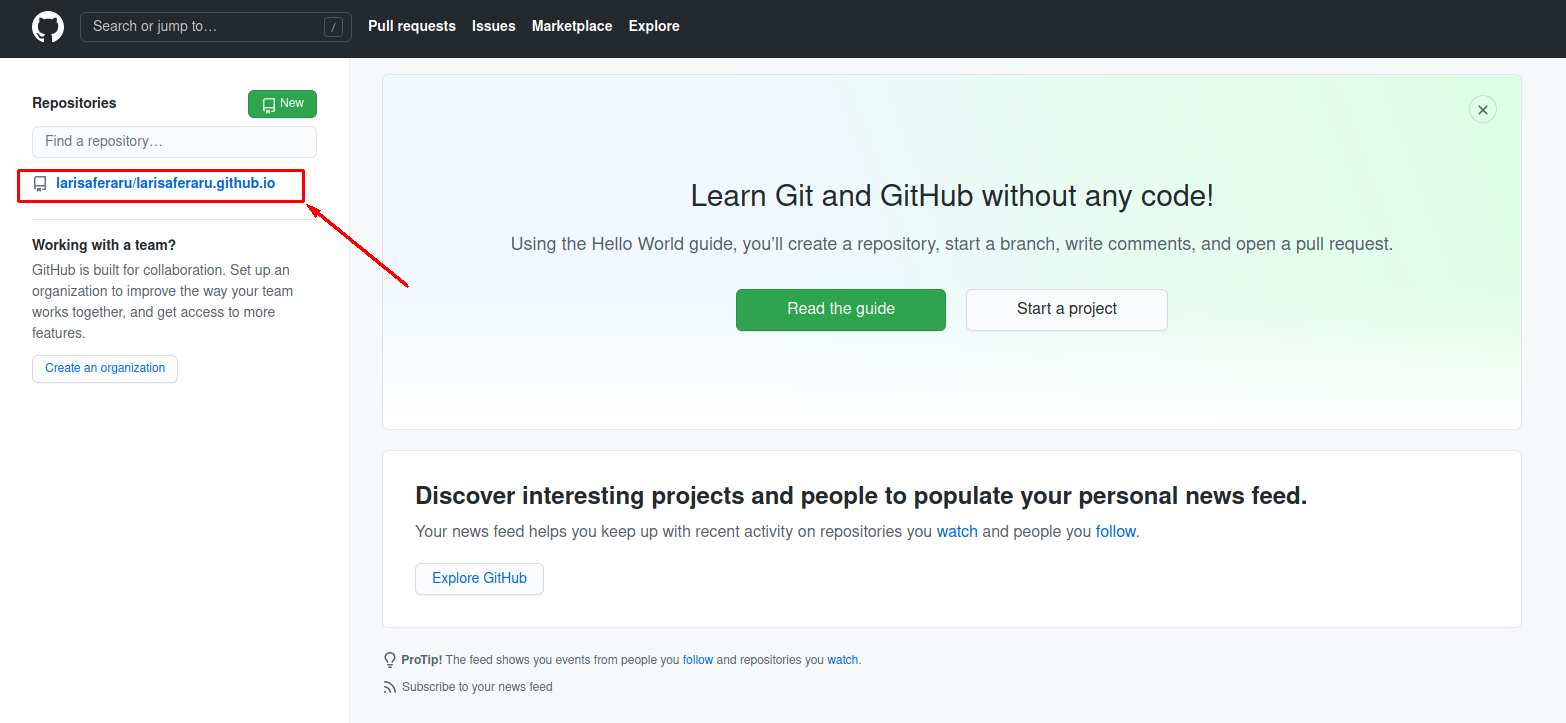 Search or jump to…
/
Pull requests
Issues
Marketplace
Explore
Repositories
New
Find a repository…
larisaferaru/larisaferaru.github.io
Working with a team?
GitHub is built for collaboration. Set up an
organization to improve the way your team
works together, and get access to more
features.
Create an organization
Learn Git and GitHub without any code!
Using the Hello World guide, you’ll create a repository, start a branch, write comments, and open a pull request.
Read the guide
Start a project
Discover interesting projects and people to populate your personal news feed.
Your news feed helps you keep up with recent activity on repositories you watch and people you follow.
Explore GitHub
ProTip! The feed shows you events from people you follow and repositories you watch.
Subscribe to your news feed